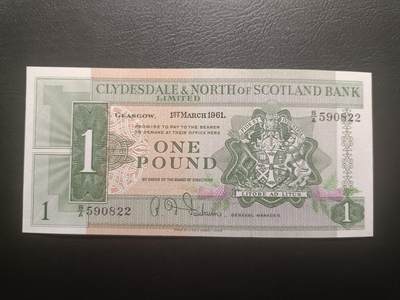 CLYDESDALE & NORTH OF SCOTLAND BANK
LIMITED
GLASGOW, 1ST MARCH 1961.
B/A 590822
PROMISE TO PAY TO THE BEARER
ON DEMAND AT THEIR OFFICE HERE
1
ONE
POUND
BY ORDER OF THE BOARD OF DIRECTORS
LITORE AD LITUM
1
B/A 590822
GENERAL MANAGER.
1